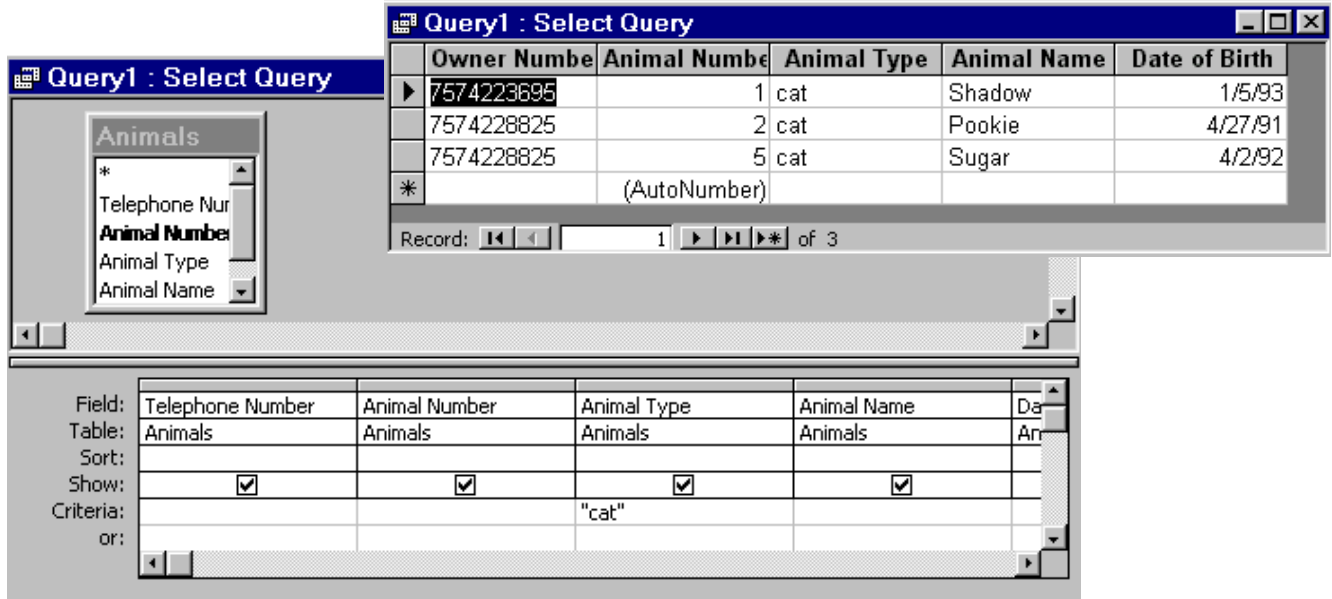 Query1 : Select Query
Owner Numbe Animal Numbe Animal Type Animal Name Date of Birth
7574223695 1 cat Shadow 1/5/93
7574228825 2 cat Pookie 4/27/91
7574228825 5 cat Sugar 4/2/92
(AutoNumber)
Record: 1 of 3
Query1 : Select Query
Animals
*
Telephone Nur
Animal Number
Animal Type
Animal Name
Field: Telephone Number Animal Number Animal Type Animal Name Da
Table: Animals Animals Animals Animals An
Sort:
Show:
Criteria: "cat"
or: